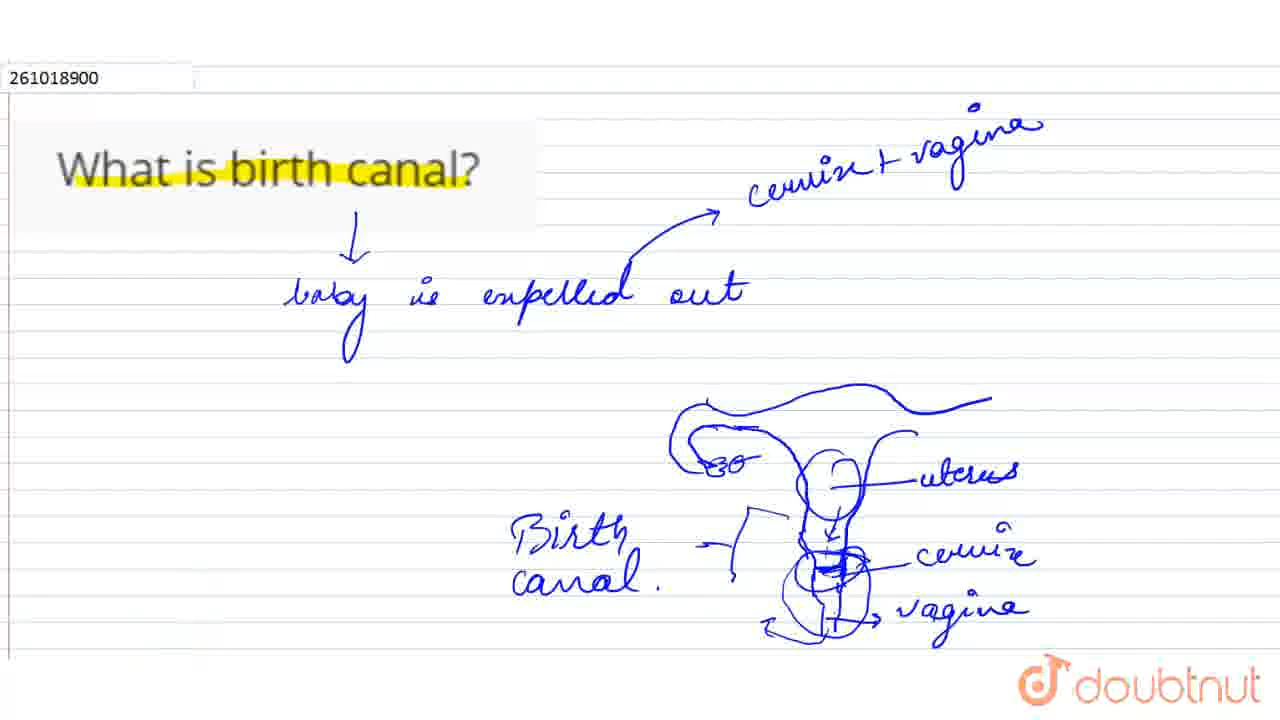 261018900
What is birth canal?
cervix + vagina
baby is expelled out
uterus
Birth
canal.
cervix
vagina
doubtnut